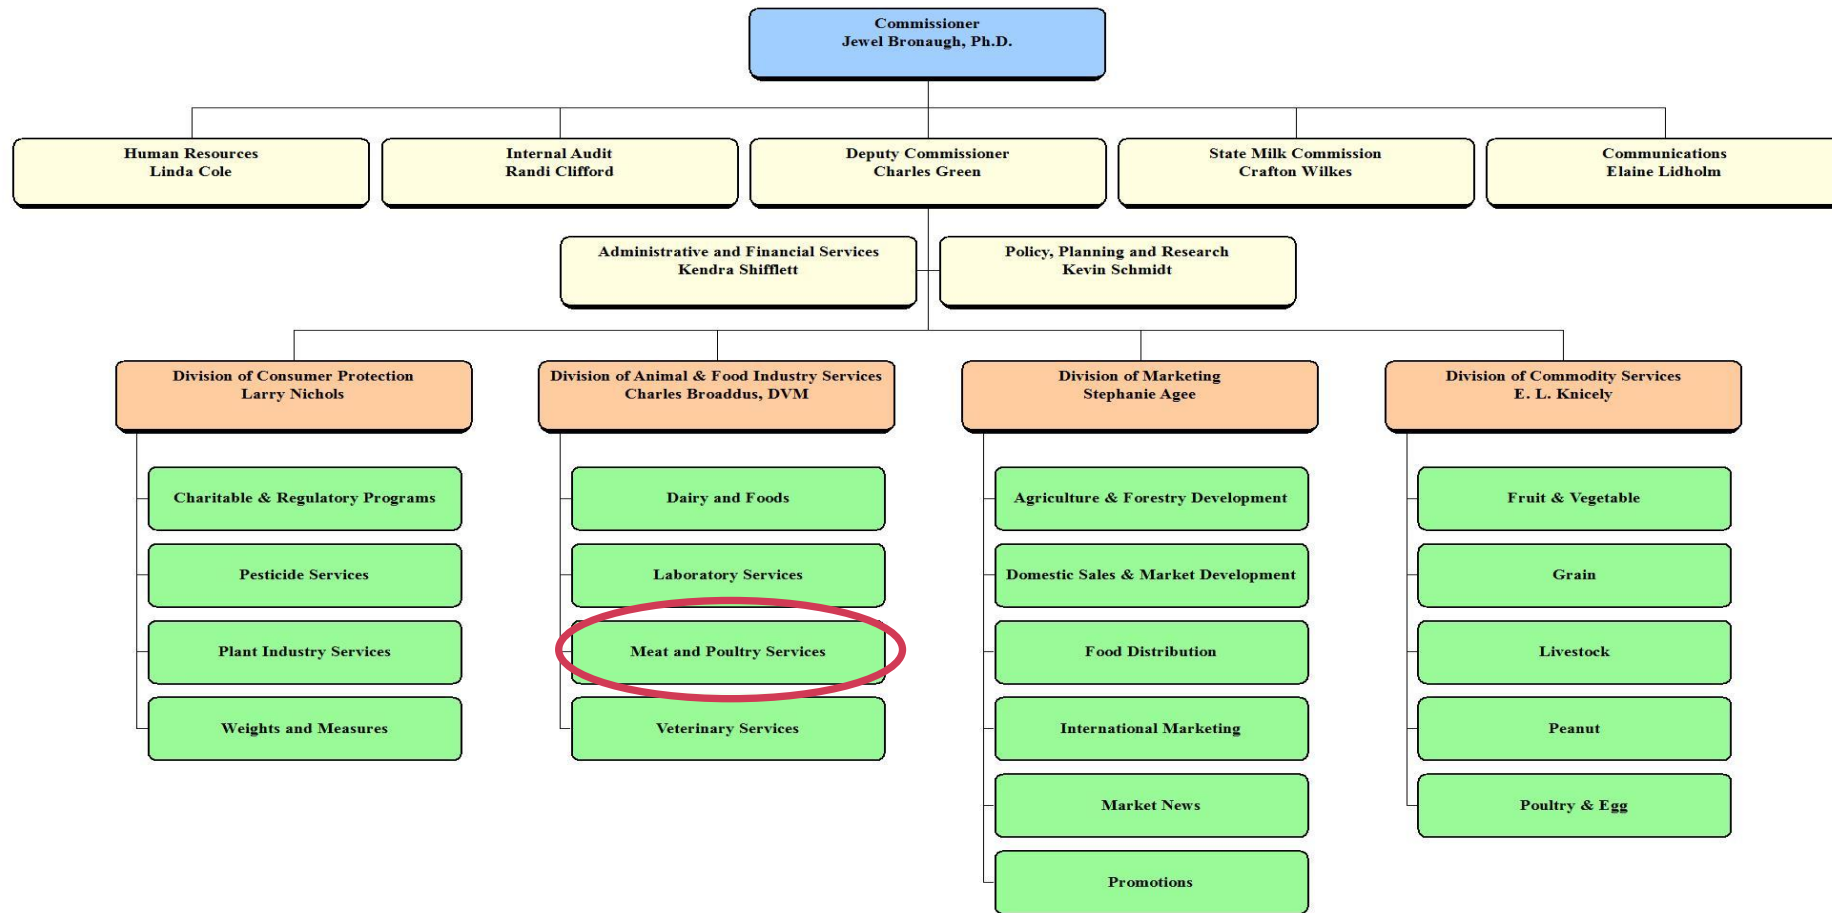 Commissioner
Jewel Bronaugh, Ph.D.
Human Resources
Linda Cole
Internal Audit
Randi Clifford
Deputy Commissioner
Charles Green
State Milk Commission
Crafton Wilkes
Communications
Elaine Lidholm
Administrative and Financial Services
Kendra Shifflett
Policy, Planning and Research
Kevin Schmidt
Division of Consumer Protection
Larry Nichols
Division of Animal & Food Industry Services
Charles Broaddus, DVM
Division of Marketing
Stephanie Agee
Division of Commodity Services
E. L. Knicely
Charitable & Regulatory Programs
Pesticide Services
Plant Industry Services
Weights and Measures
Dairy and Foods
Laboratory Services
Meat and Poultry Services
Veterinary Services
Agriculture & Forestry Development
Domestic Sales & Market Development
Food Distribution
International Marketing
Market News
Promotions
Fruit & Vegetable
Grain
Livestock
Peanut
Poultry & Egg